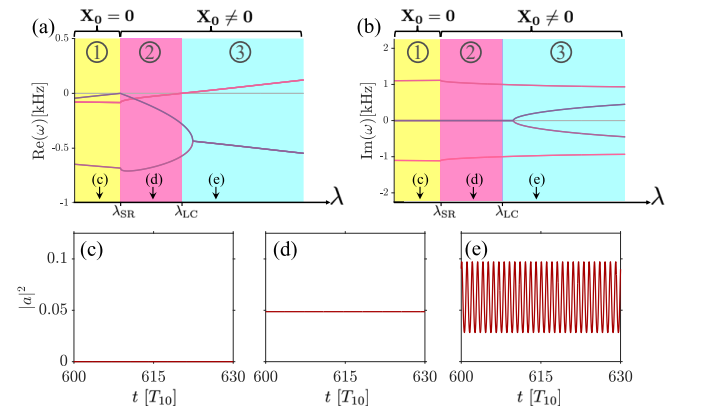 X₀ = 0 X₀ ≠ 0
(a)
0.5
0
-0.5
-1
Re(ω)[kHz]
① ② ③
(c) (d) (e)
λ_SR λ_LC λ
X₀ = 0 X₀ ≠ 0
(b)
2
1
0
-1
-2
Im(ω)[kHz]
① ② ③
(c) (d) (e)
λ_SR λ_LC λ
(c)
0.1
0.05
0
|a|²
600 615 630
t [T₁₀]
(d)
600 615 630
t [T₁₀]
(e)
600 615 630
t [T₁₀]